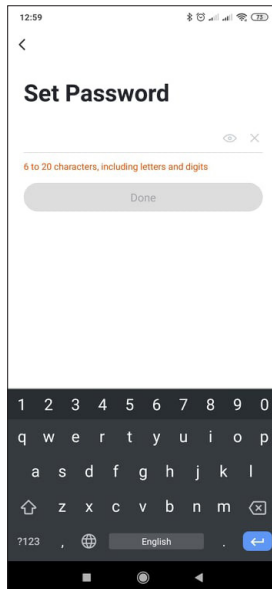 12:59
73
Set Password
6 to 20 characters, including letters and digits
Done
1 2 3 4 5 6 7 8 9 0
q w e r t y u i o p
a s d f g h j k l
z x c v b n m
?123 , English .